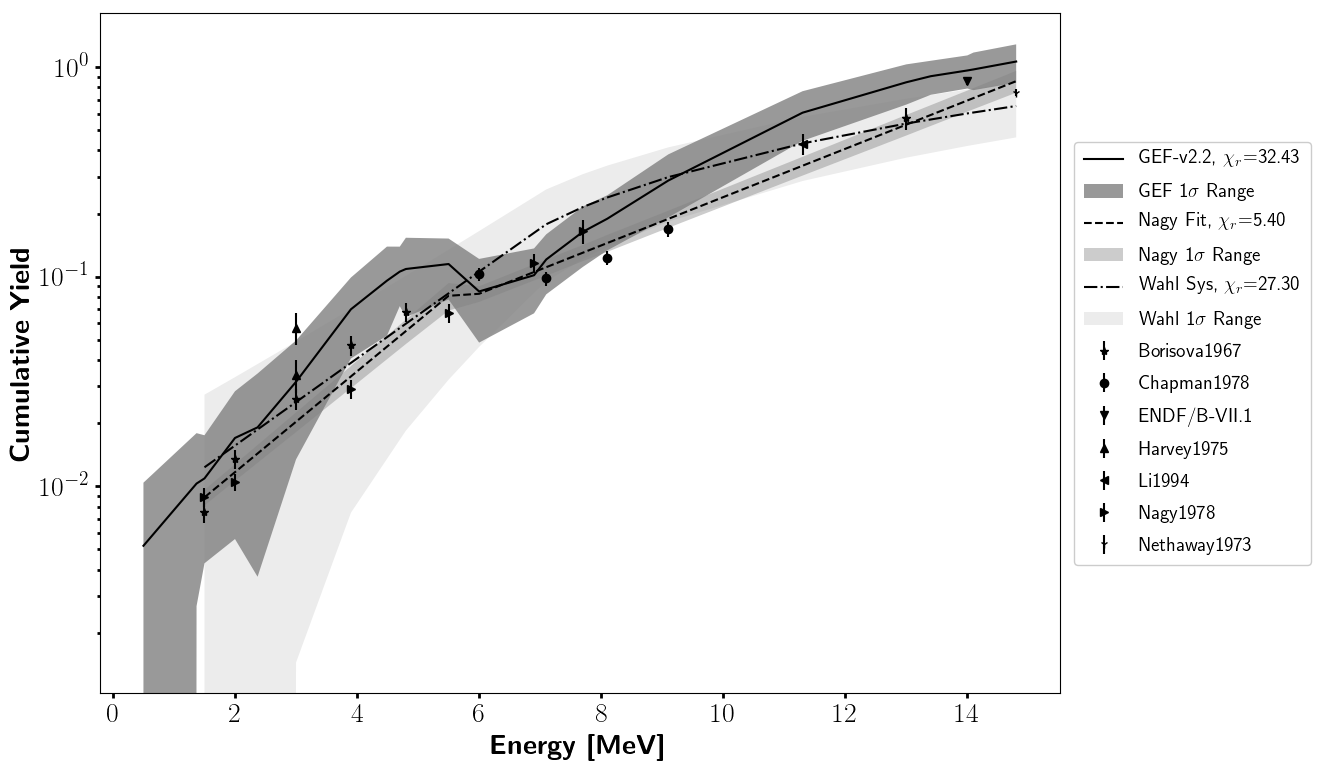 Cumulative Yield
10⁰
10⁻¹
10⁻²
0 2 4 6 8 10 12 14
Energy [MeV]
GEF-v2.2, χᵣ=32.43
GEF 1σ Range
Nagy Fit, χᵣ=5.40
Nagy 1σ Range
Wahl Sys, χᵣ=27.30
Wahl 1σ Range
Borisova1967
Chapman1978
ENDF/B-VII.1
Harvey1975
Li1994
Nagy1978
Nethaway1973